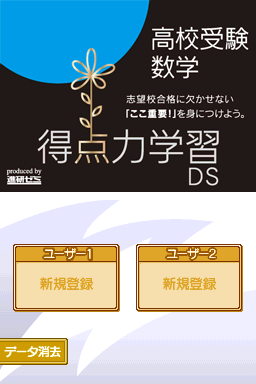 高校受験
数学
志望校合格に欠かせない
「ここ重要!」を身につけよう。
得点力学習
DS
produced by
進研ゼミ
ユーザー1
新規登録
ユーザー2
新規登録
データ消去